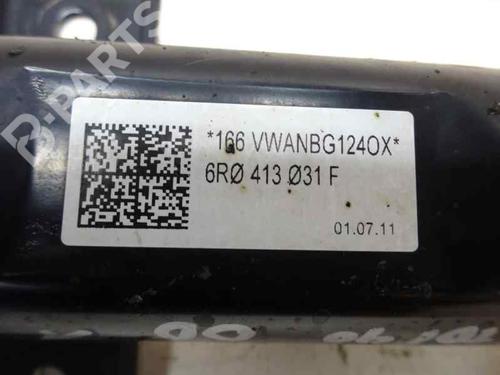 B-PARTS
*166 VWANBG124OX*
6RØ 413 Ø31 F
01.07.11